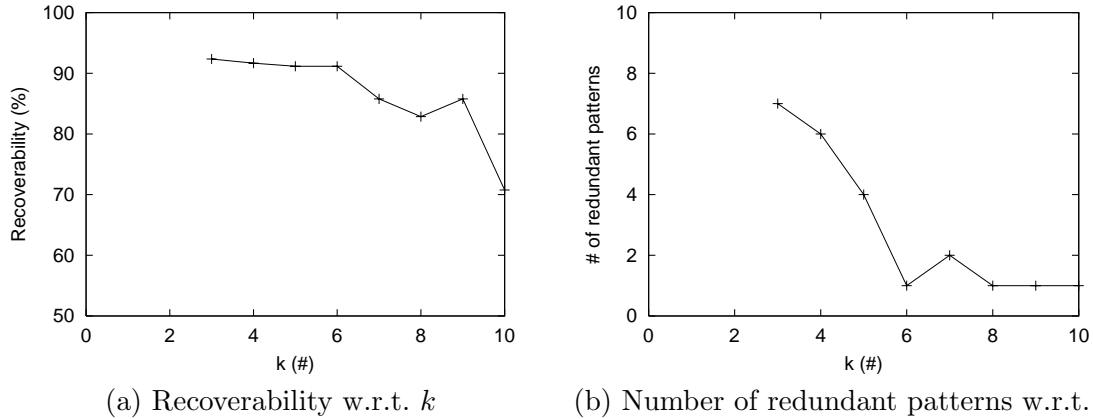 100
90
80
70
60
50
Recoverability (%)
0 2 4 6 8 10
k (#)
(a) Recoverability w.r.t. k
10
8
6
4
2
0
# of redundant patterns
0 2 4 6 8 10
k (#)
(b) Number of redundant patterns w.r.t.